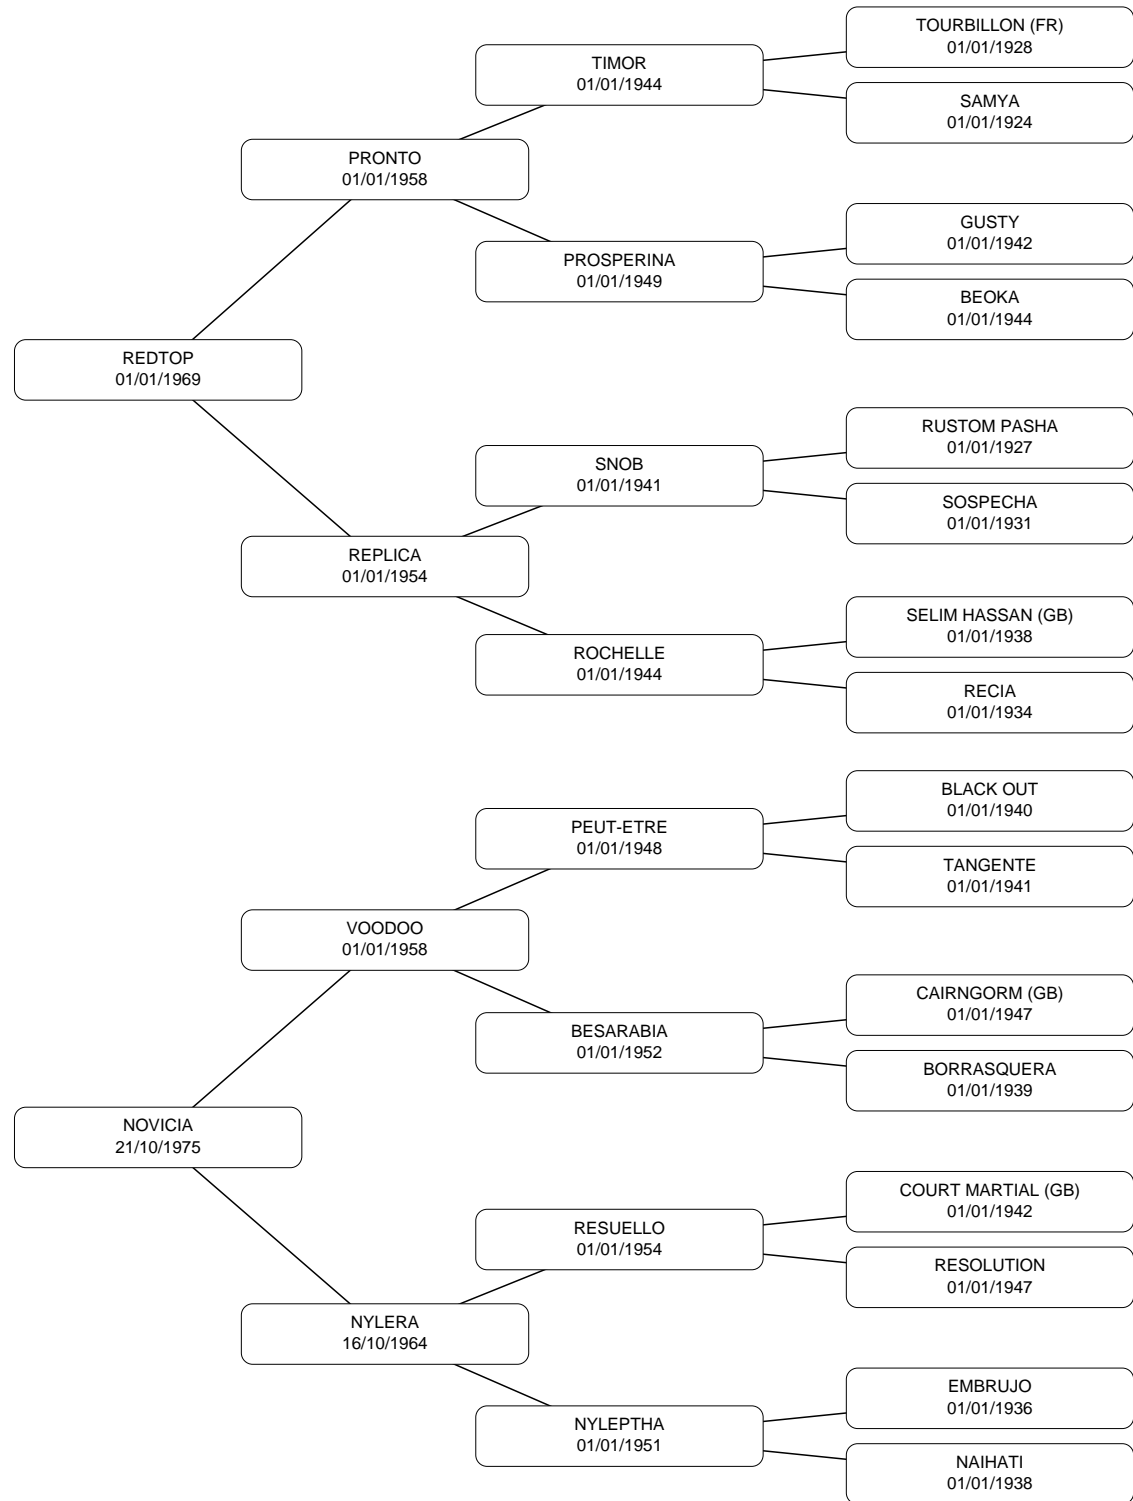 TOURBILLON (FR)
01/01/1928
TIMOR
01/01/1944
SAMYA
01/01/1924
PRONTO
01/01/1958
GUSTY
01/01/1942
PROSPERINA
01/01/1949
BEOKA
01/01/1944
REDTOP
01/01/1969
RUSTOM PASHA
01/01/1927
SNOB
01/01/1941
SOSPECHA
01/01/1931
REPLICA
01/01/1954
SELIM HASSAN (GB)
01/01/1938
ROCHELLE
01/01/1944
RECIA
01/01/1934
BLACK OUT
01/01/1940
PEUT-ETRE
01/01/1948
TANGENTE
01/01/1941
VOODOO
01/01/1958
CAIRNGORM (GB)
01/01/1947
BESARABIA
01/01/1952
BORRASQUERA
01/01/1939
NOVICIA
21/10/1975
COURT MARTIAL (GB)
01/01/1942
RESUELLO
01/01/1954
RESOLUTION
01/01/1947
NYLERA
16/10/1964
EMBRUJO
01/01/1936
NYLEPTHA
01/01/1951
NAIHATI
01/01/1938